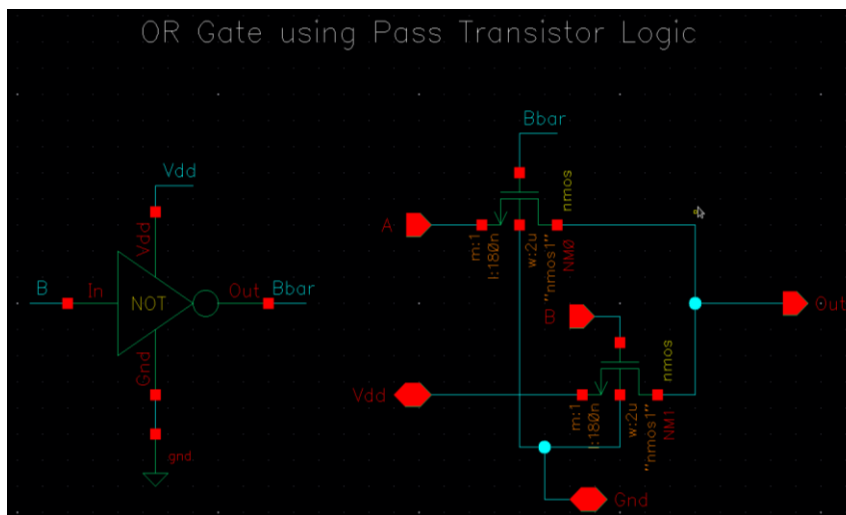 OR Gate using Pass Transistor Logic
Bbar
Vdd
nmos
Vdd
A
m:1
l:180n
w:2u
"nmos1"
NM0
B
In
NOT
Out
Bbar
Out
B
Gnd
nmos
Vdd
m:1
l:180n
w:2u
"nmos1"
NM1
gnd
Gnd